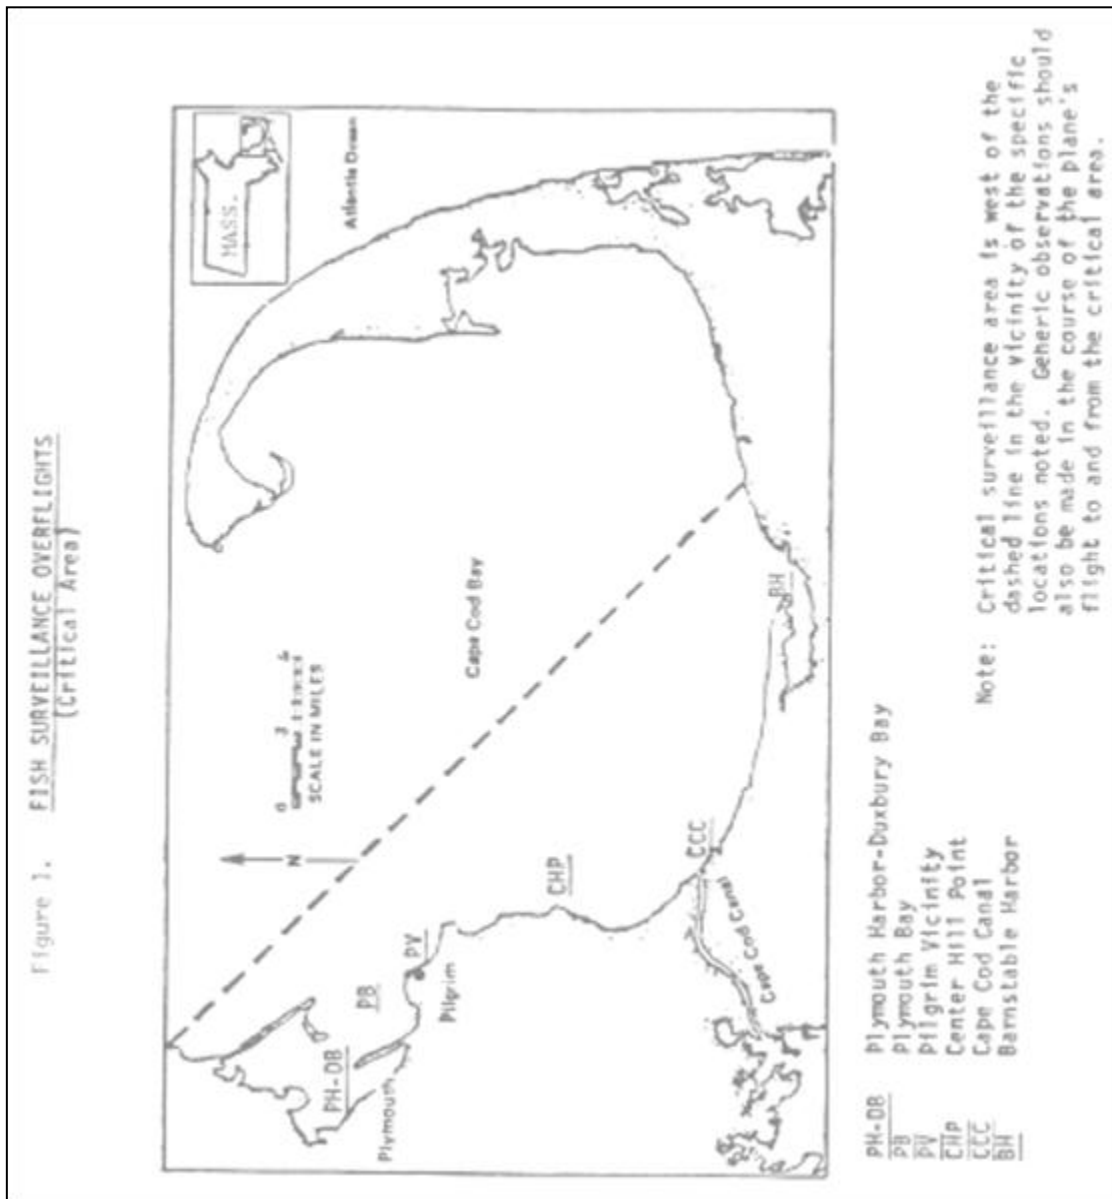 Figure 1. FISH SURVEILLANCE OVERFLIGHTS
(Critical Area)
MASS.
Atlantic Ocean
N
0 3 4
SCALE IN MILES
Cape Cod Bay
PH-DB
PB
PV
Plymouth
Pilgrim
CHP
CCC
Cape Cod Canal
BH
PH-DB Plymouth Harbor-Duxbury Bay
PB Plymouth Bay
PV Pilgrim Vicinity
CHP Center Hill Point
CCC Cape Cod Canal
BH Barnstable Harbor
Note: Critical surveillance area is west of the
dashed line in the vicinity of the specific
locations noted. Generic observations should
also be made in the course of the plane's
flight to and from the critical area.